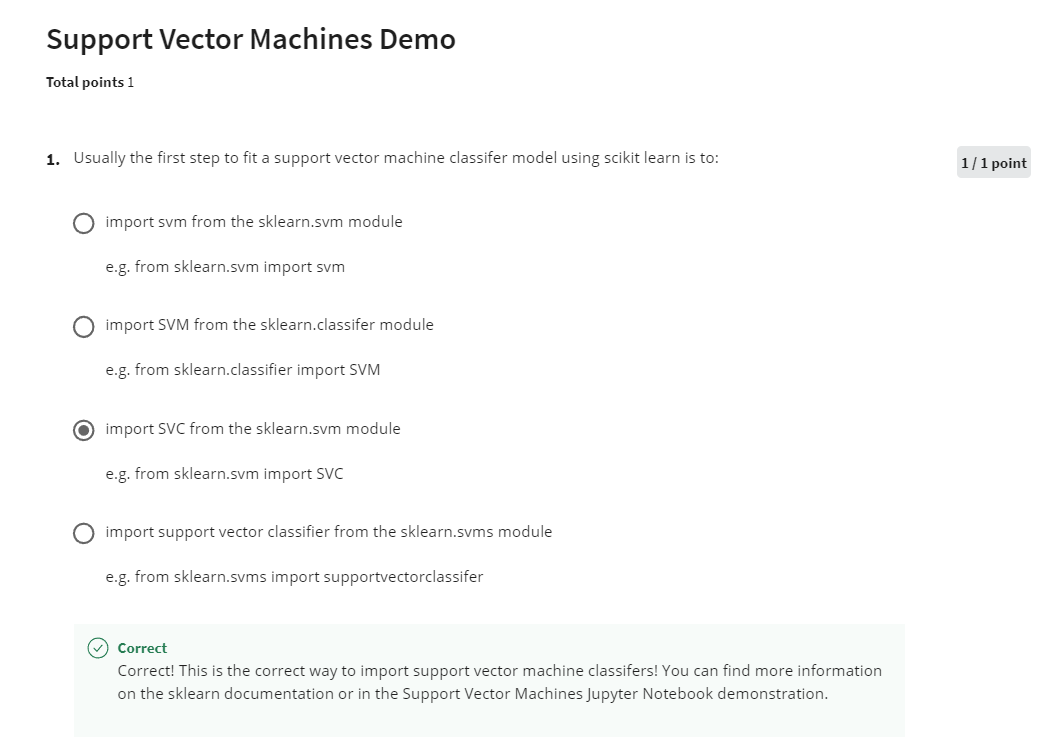 Support Vector Machines Demo
Total points 1
1. Usually the first step to fit a support vector machine classifer model using scikit learn is to:
1 / 1 point
import svm from the sklearn.svm module
e.g. from sklearn.svm import svm
import SVM from the sklearn.classifer module
e.g. from sklearn.classifier import SVM
import SVC from the sklearn.svm module
e.g. from sklearn.svm import SVC
import support vector classifier from the sklearn.svms module
e.g. from sklearn.svms import supportvectorclassifer
Correct
Correct! This is the correct way to import support vector machine classifers! You can find more information
on the sklearn documentation or in the Support Vector Machines Jupyter Notebook demonstration.